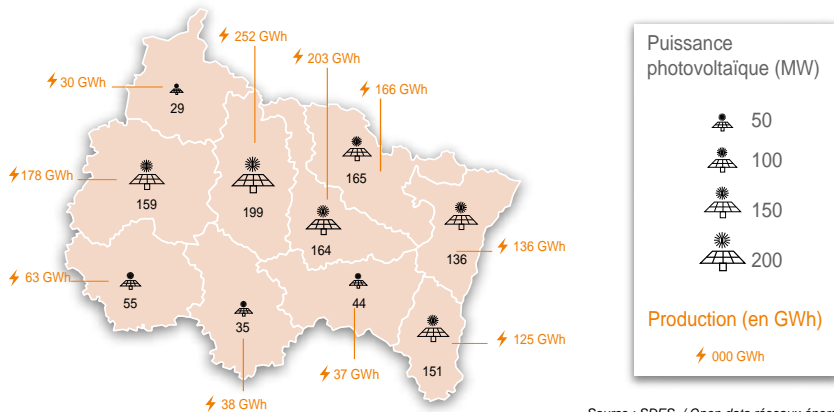 252 GWh
203 GWh
30 GWh
166 GWh
29
165
178 GWh
159
199
164
136
136 GWh
63 GWh
55
44
35
125 GWh
151
37 GWh
38 GWh
Puissance
photovoltaïque (MW)
50
100
150
200
Production (en GWh)
000 GWh